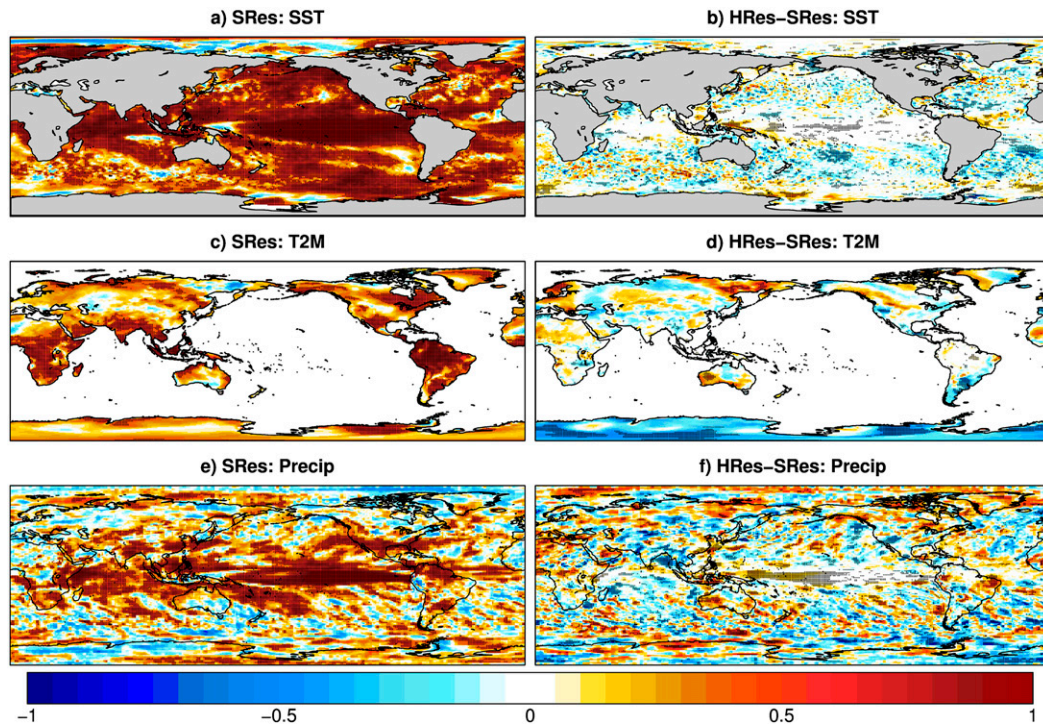 a) SRes: SST
b) HRes−SRes: SST
c) SRes: T2M
d) HRes−SRes: T2M
e) SRes: Precip
f) HRes−SRes: Precip
−1 −0.5 0 0.5 1